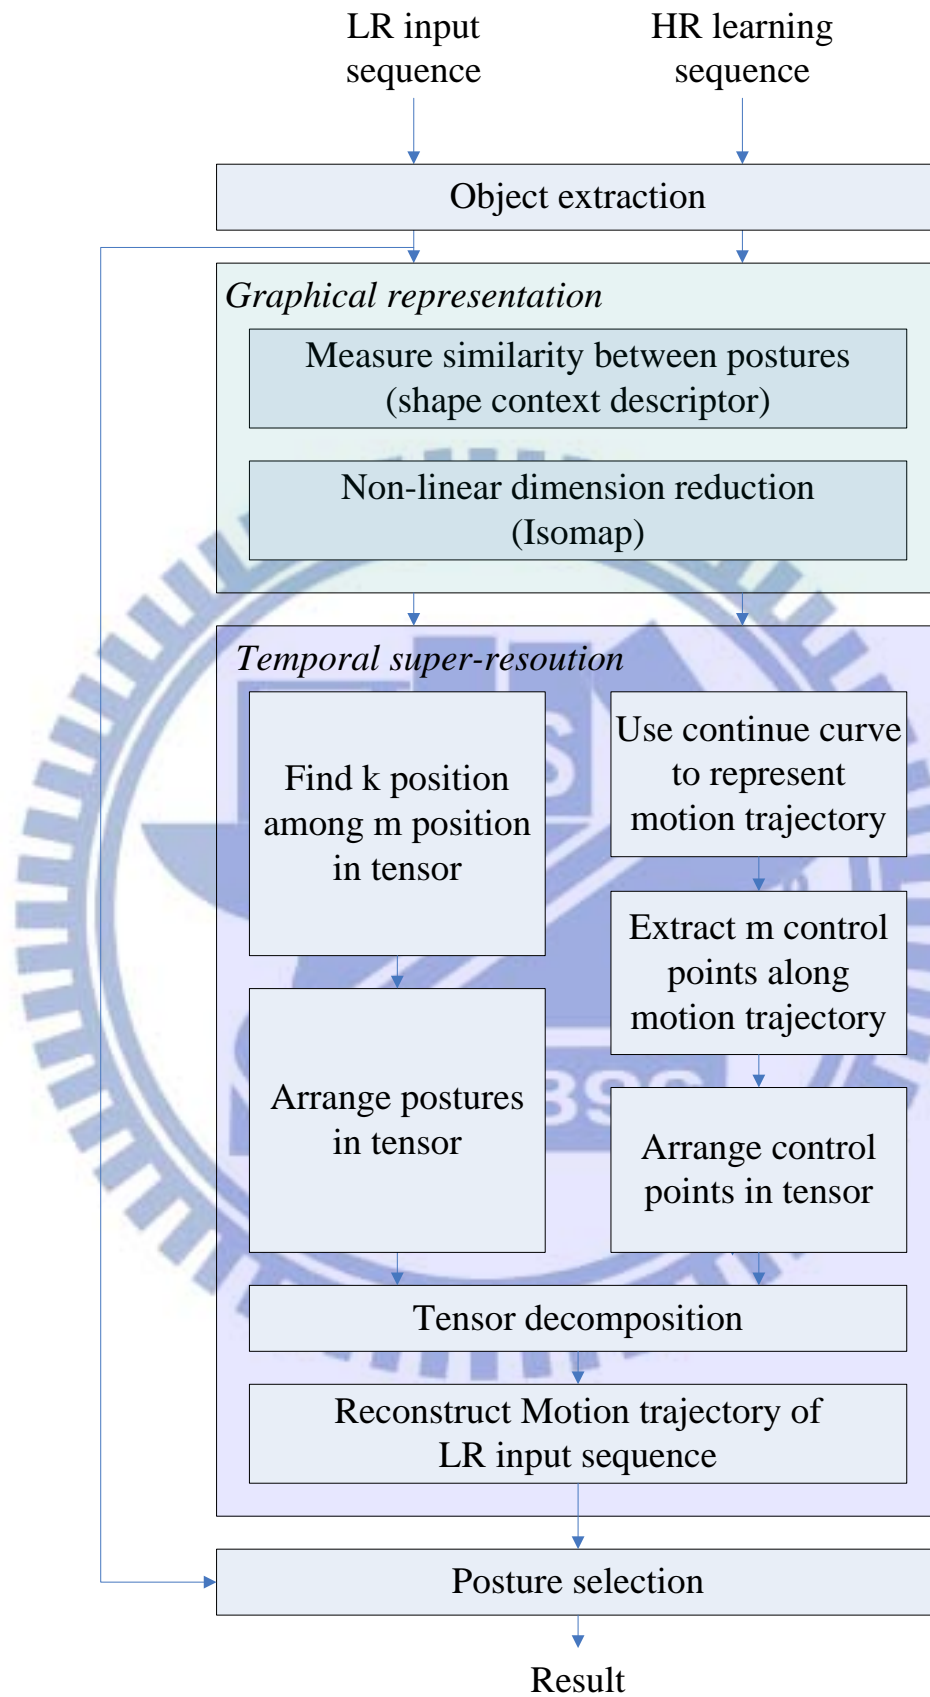 LR input
sequence
HR learning
sequence
Object extraction
Graphical representation
Measure similarity between postures
(shape context descriptor)
Non-linear dimension reduction
(Isomap)
Temporal super-resoution
Find k position
among m position
in tensor
Arrange postures
in tensor
Use continue curve
to represent
motion trajectory
Extract m control
points along
motion trajectory
Arrange control
points in tensor
Tensor decomposition
Reconstruct Motion trajectory of
LR input sequence
Posture selection
Result